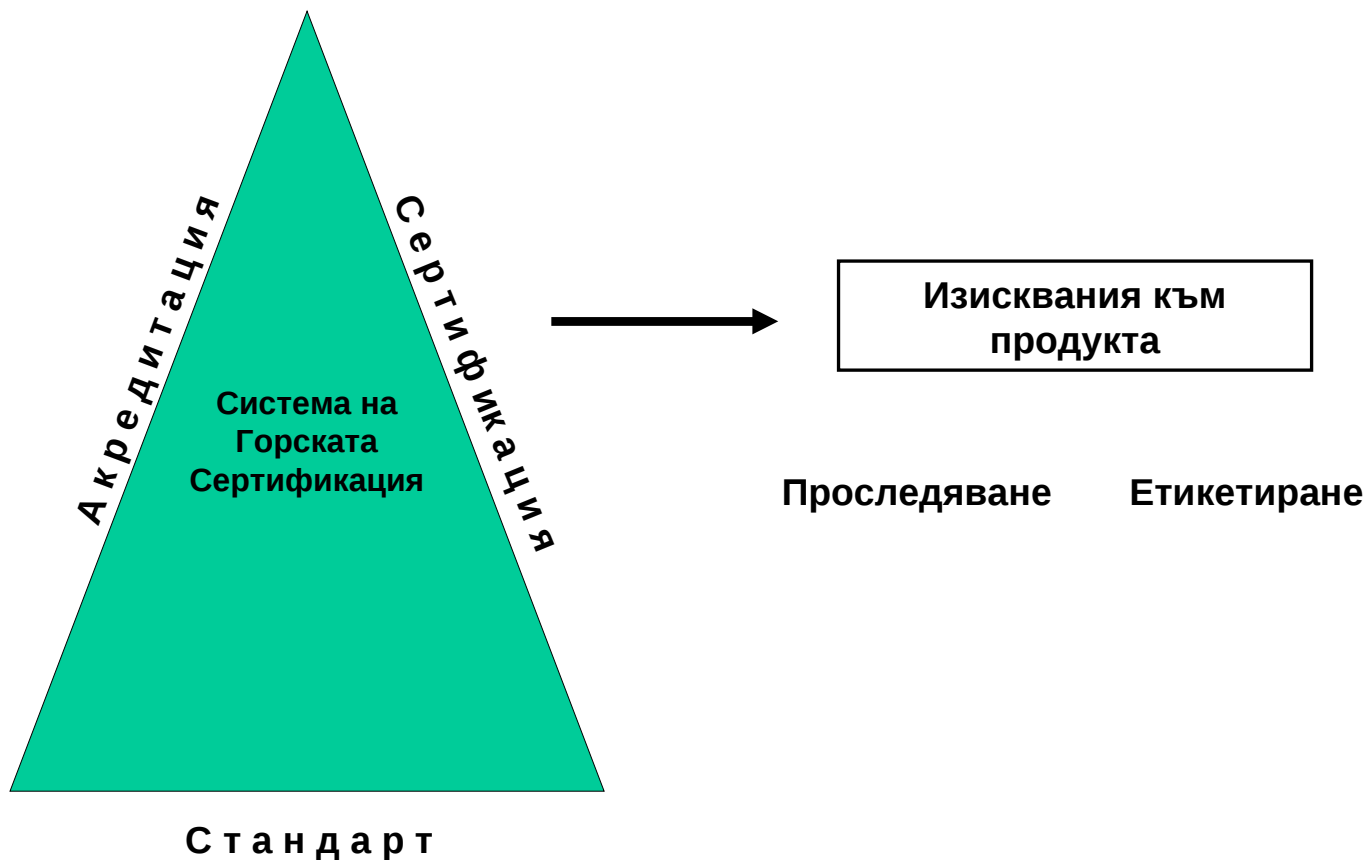 Акредитация
Сертификация
Система на
Горската
Сертификация
Стандарт
Изисквания към
продукта
Проследяване
Етикетиране